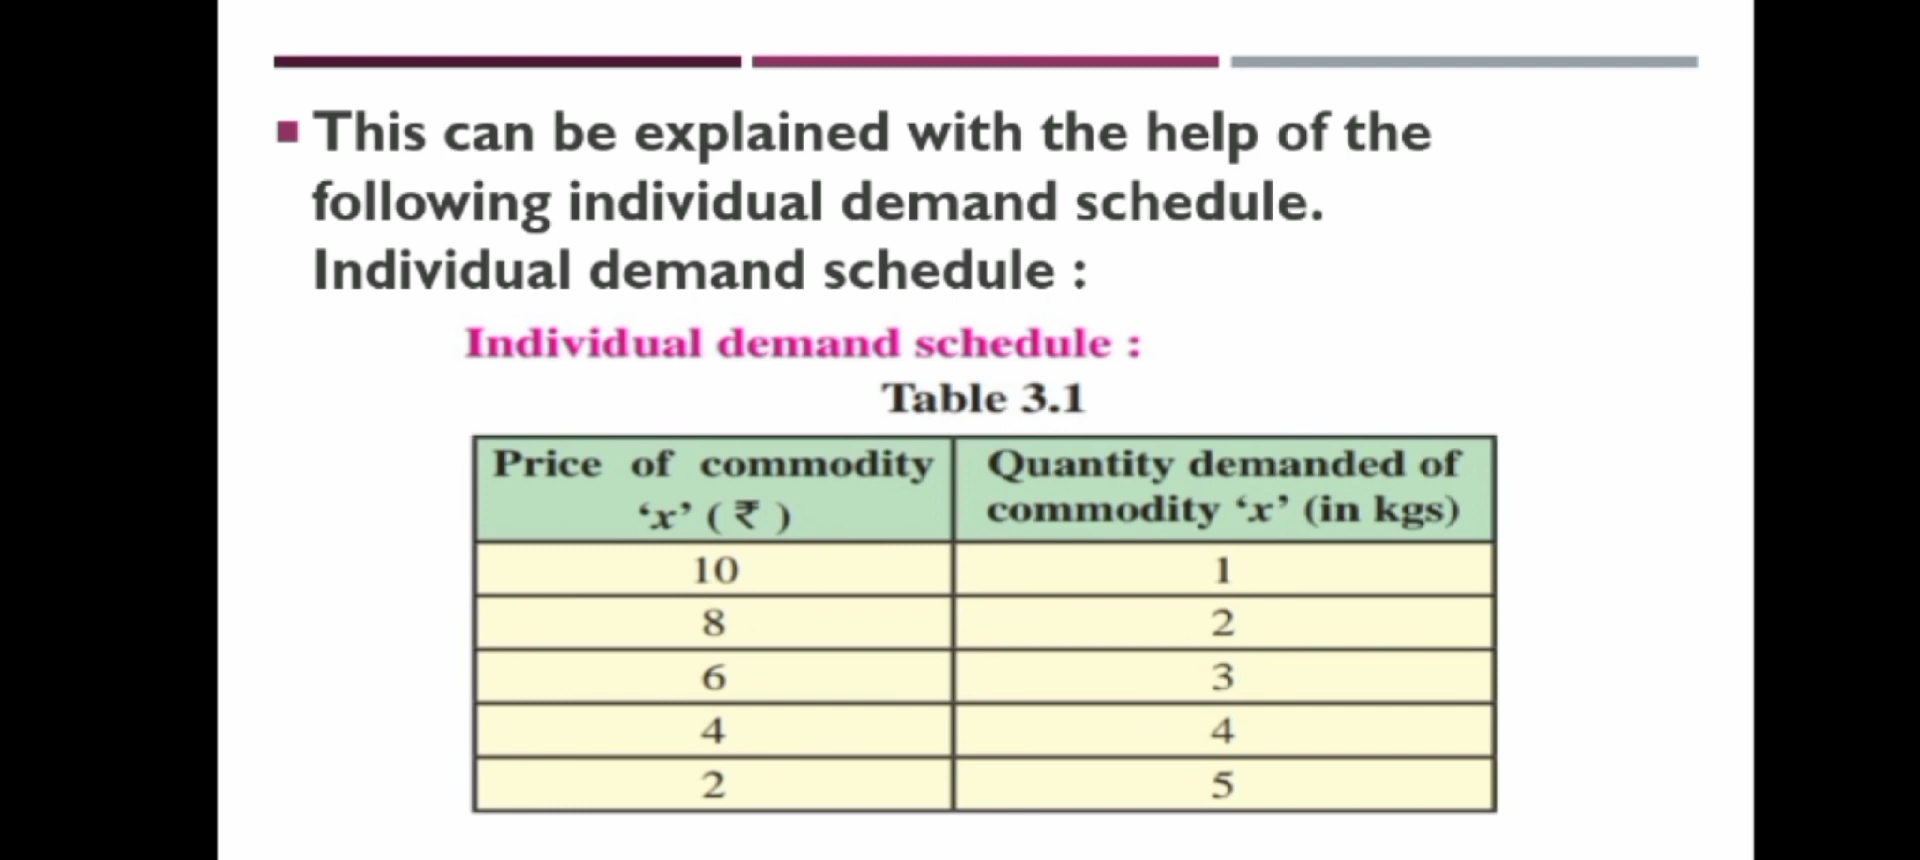 This can be explained with the help of the
following individual demand schedule.
Individual demand schedule :
Individual demand schedule :
Table 3.1
Price of commodity ‘x’ ( ₹ ) Quantity demanded of commodity ‘x’ (in kgs)
10 1
8 2
6 3
4 4
2 5